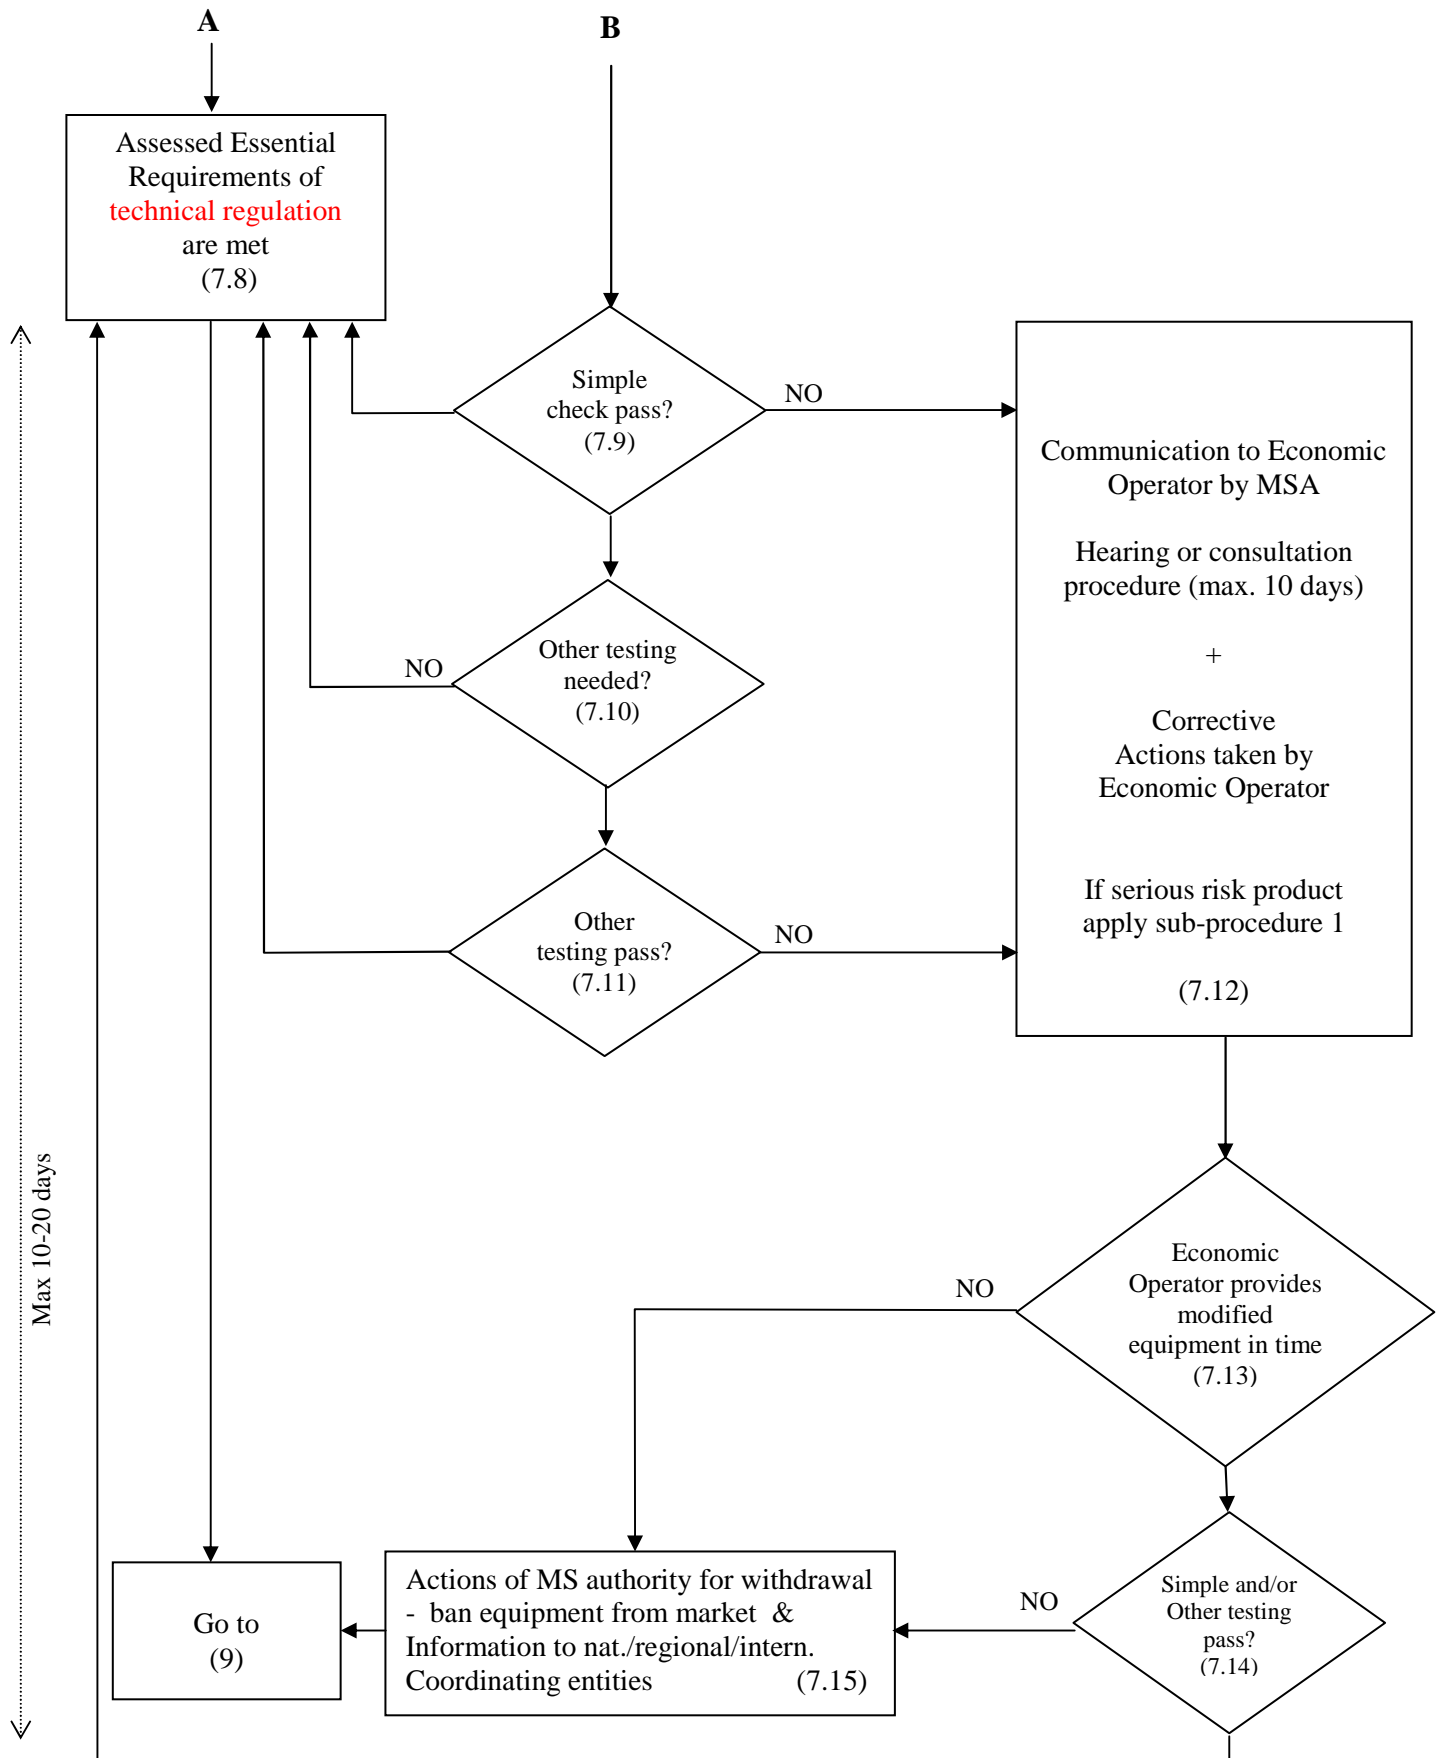 A
B
Assessed Essential
Requirements of
technical regulation
are met
(7.8)
Simple
check pass?
(7.9)
NO
Communication to Economic
Operator by MSA
Hearing or consultation
procedure (max. 10 days)
+
Corrective
Actions taken by
Economic Operator
If serious risk product
apply sub-procedure 1
(7.12)
NO
Other testing
needed?
(7.10)
Other
testing pass?
(7.11)
NO
Max 10-20 days
Economic
Operator provides
modified
equipment in time
(7.13)
NO
Simple and/or
Other testing
pass?
(7.14)
NO
Actions of MS authority for withdrawal
- ban equipment from market &
Information to nat./regional/intern.
Coordinating entities (7.15)
Go to
(9)